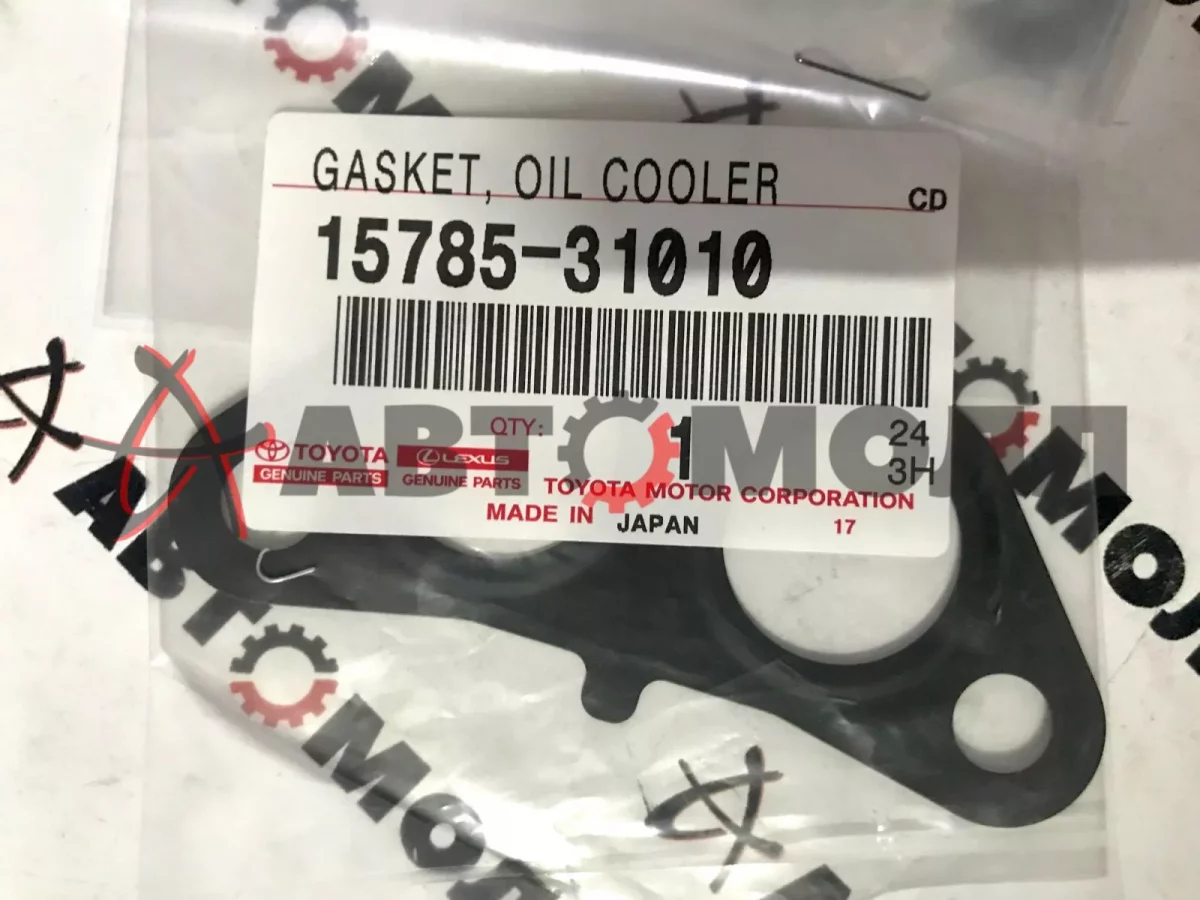 GASKET, OIL COOLER
CD
15785-31010
QTY: 1
24
3H
TOYOTA
GENUINE PARTS
LEXUS
GENUINE PARTS
TOYOTA MOTOR CORPORATION
MADE IN JAPAN
17
АВТОМОЛЛ
АВТОМОЛ